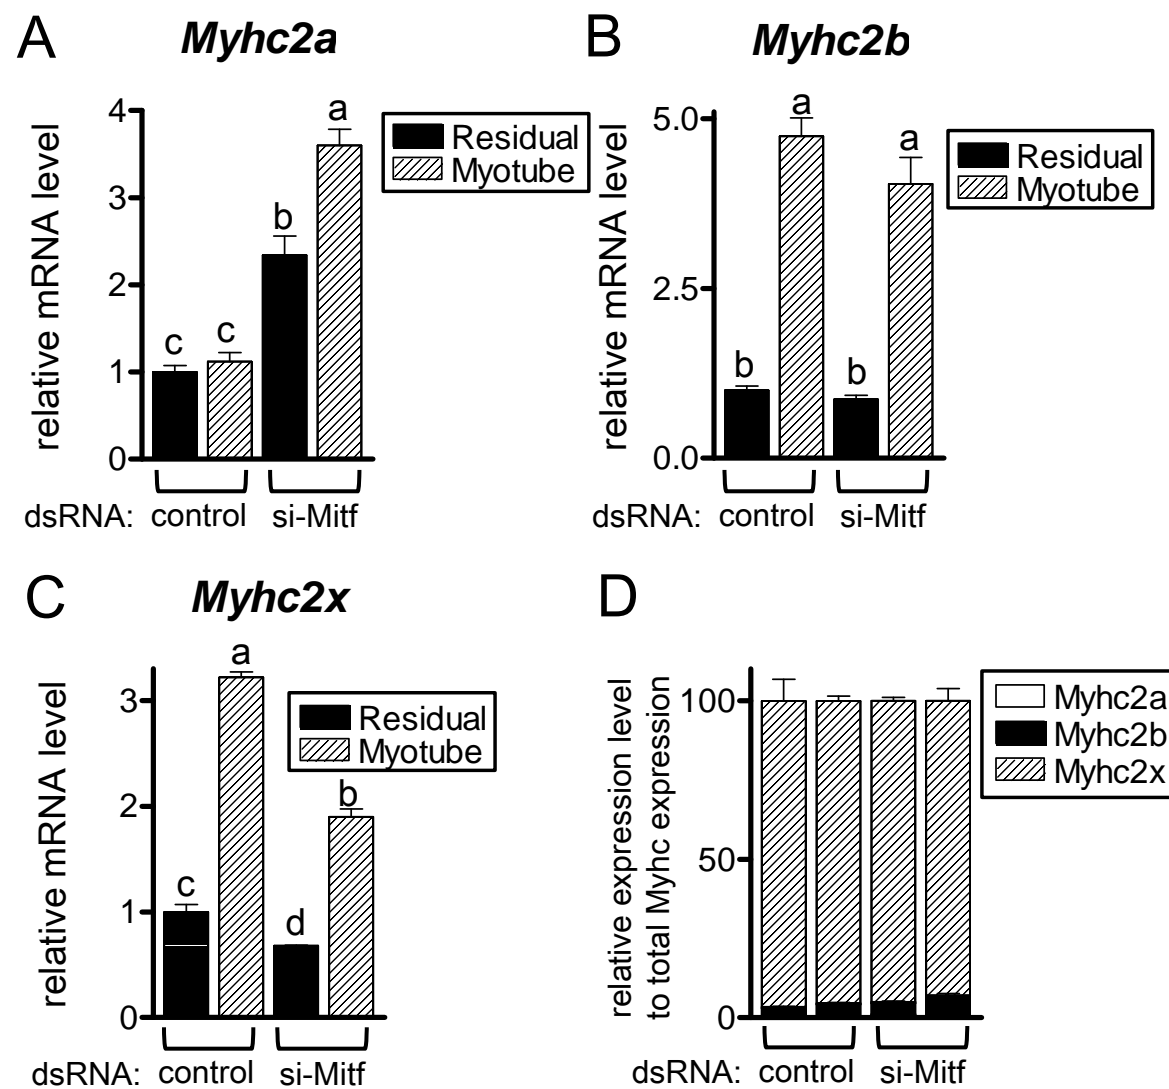 A
Myhc2a
relative mRNA level
4
3
2
1
0
c
c
b
a
Residual
Myotube
dsRNA: control si-Mitf
B
Myhc2b
relative mRNA level
5.0
2.5
0.0
b
a
b
a
Residual
Myotube
dsRNA: control si-Mitf
C
Myhc2x
relative mRNA level
3
2
1
0
c
a
d
b
Residual
Myotube
dsRNA: control si-Mitf
D
relative expression level
to total Myhc expression
100
50
0
Myhc2a
Myhc2b
Myhc2x
dsRNA: control si-Mitf